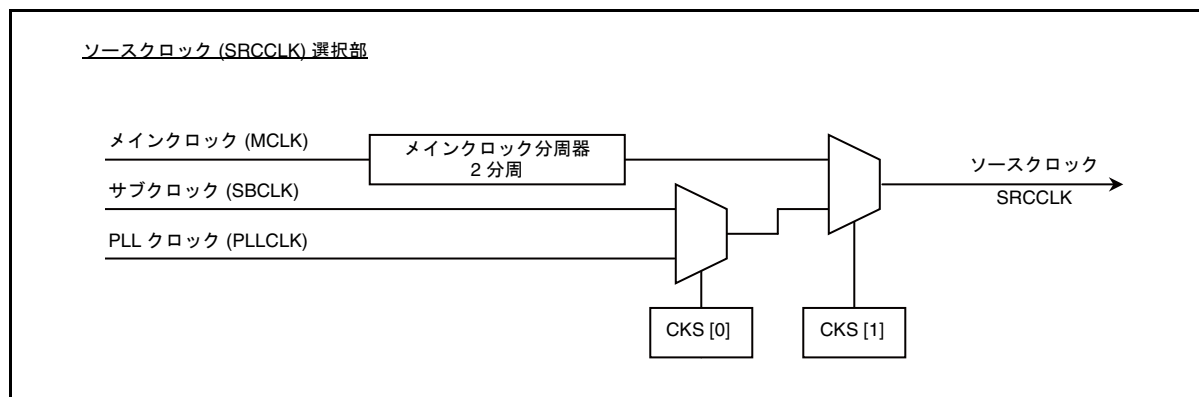 ソースクロック (SRCCLK) 選択部
メインクロック (MCLK)
メインクロック分周器
2 分周
ソースクロック
SRCCLK
サブクロック (SBCLK)
PLL クロック (PLLCLK)
CKS [0]
CKS [1]